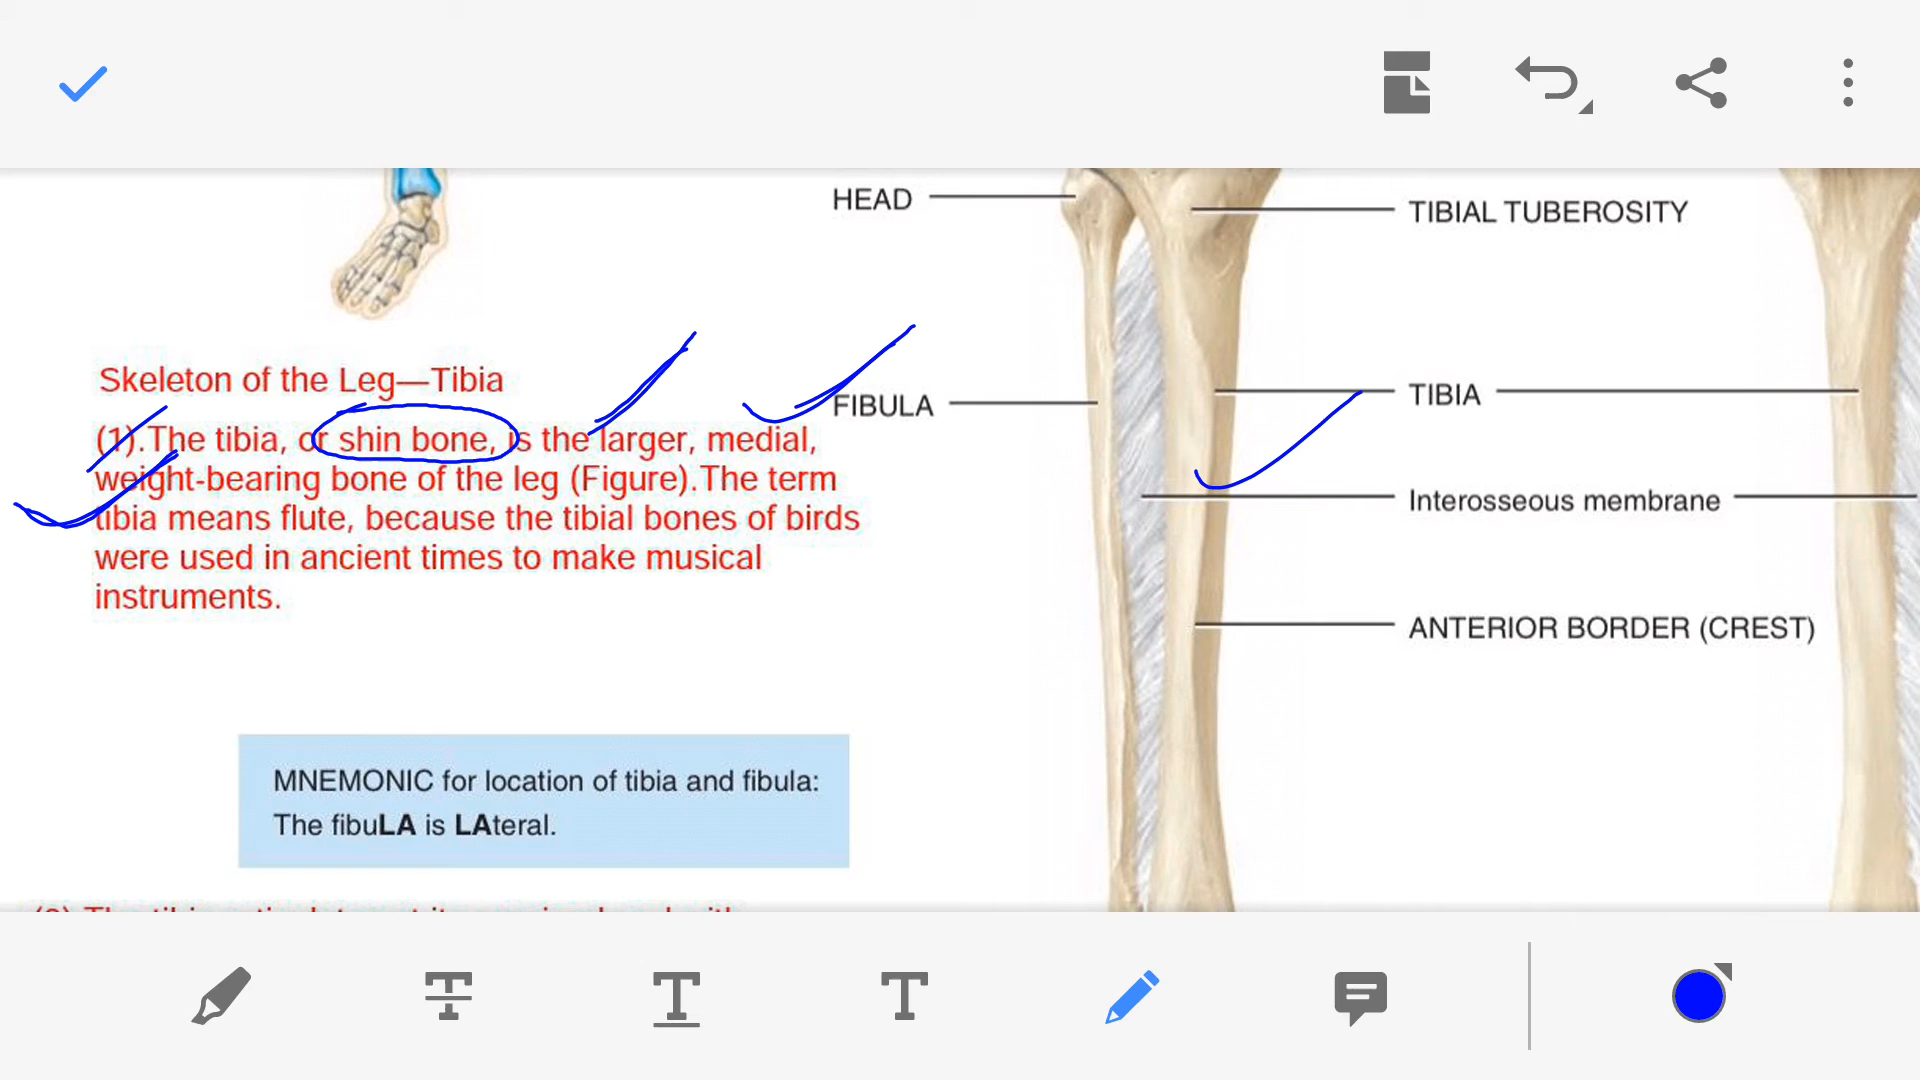 HEAD
TIBIAL TUBEROSITY
Skeleton of the Leg—Tibia
FIBULA
TIBIA
(1).The tibia, or shin bone, is the larger, medial,
weight-bearing bone of the leg (Figure).The term
tibia means flute, because the tibial bones of birds
were used in ancient times to make musical
instruments.
Interosseous membrane
ANTERIOR BORDER (CREST)
MNEMONIC for location of tibia and fibula:
The fibuLA is LAteral.